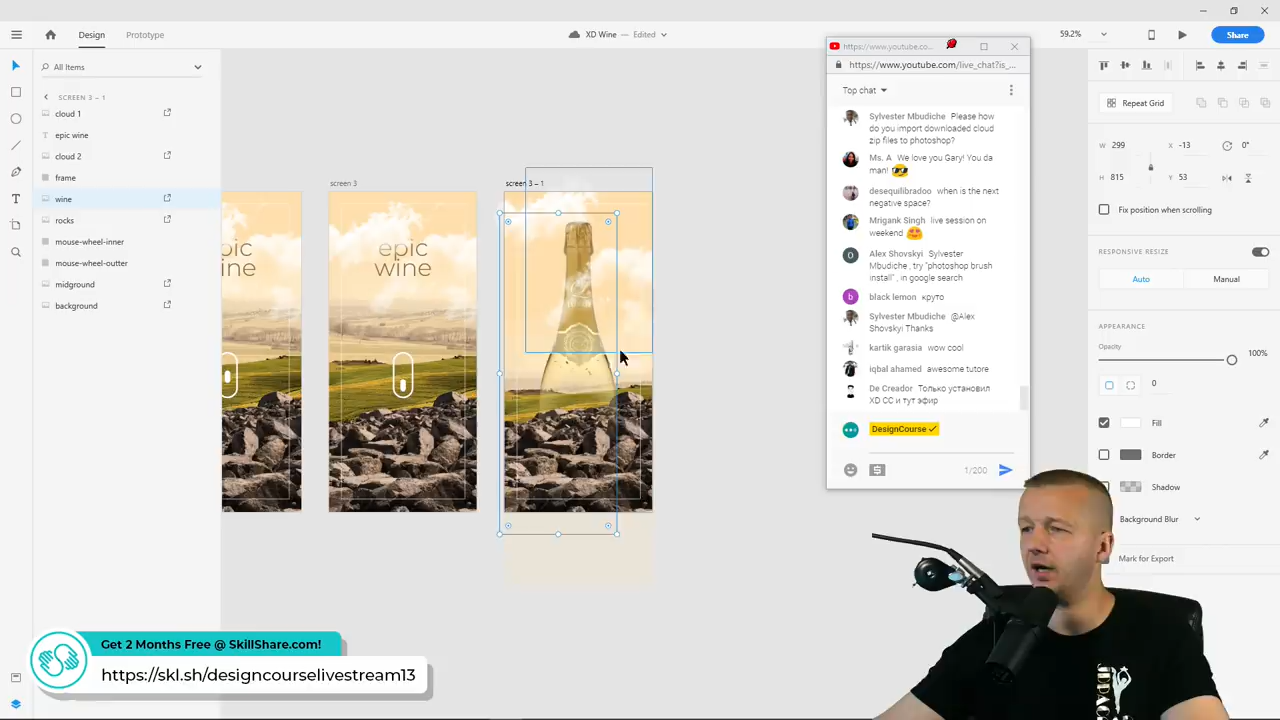 Design
Prototype
XD Wine – Edited
59.2%
Share
All Items
SCREEN 3 – 1
cloud 1
epic wine
cloud 2
frame
wine
rocks
mouse-wheel-inner
mouse-wheel-outter
midground
background
screen 3
screen 3 – 1
epic
wine
epic
wine
https://www.youtube.co...
https://www.youtube.com/live_chat?is_...
Top chat
Sylvester Mbudiche Please how
do you import downloaded cloud
zip files to photoshop?
Ms. A We love you Gary! You da
man!
desequilibradoo when is the next
negative space?
Mrigank Singh live session on
weekend
Alex Shovskyi Sylvester
Mbudiche , try "photoshop brush
install" , in google search
black lemon круто
Sylvester Mbudiche @Alex
Shovskyi Thanks
kartik garasia wow cool
iqbal ahamed awesome tutore
De Creador Только установил
XD CC и тут эфир
DesignCourse
1/200
Repeat Grid
W 299 X -13 0°
H 815 Y 53
Fix position when scrolling
RESPONSIVE RESIZE
Auto Manual
APPEARANCE
Opacity
100%
0
Fill
Border
Shadow
Background Blur
Mark for Export
Get 2 Months Free @ SkillShare.com!
https://skl.sh/designcourselivestream13